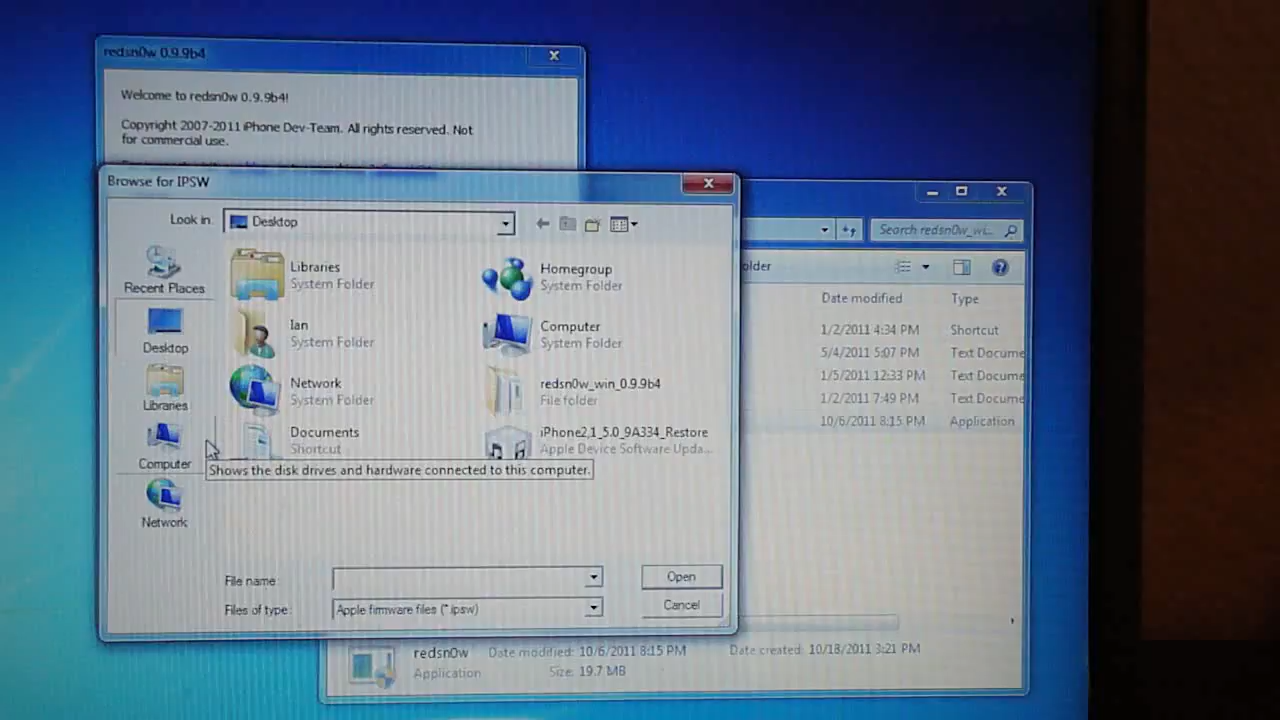 redsn0w 0.9.9b4
Welcome to redsn0w 0.9.9b4!
Copyright 2007-2011 iPhone Dev-Team. All rights reserved. Not
for commercial use.
Browse for IPSW
Look in:
Desktop
Recent Places
Desktop
Libraries
Computer
Network
Libraries
System Folder
Homegroup
System Folder
Ian
System Folder
Computer
System Folder
Network
System Folder
redsn0w_win_0.9.9b4
File folder
Documents
Shortcut
iPhone2,1_5.0_9A334_Restore
Apple Device Software Upda...
Shows the disk drives and hardware connected to this computer.
File name:
Open
Files of type:
Apple firmware files (*.ipsw)
Cancel
Search redsn0w_wi...
older
Date modified
Type
1/2/2011 4:34 PM
Shortcut
5/4/2011 5:07 PM
Text Docume
1/5/2011 12:33 PM
Text Docume
1/2/2011 7:49 PM
Text Docume
10/6/2011 8:15 PM
Application
redsn0w
Date modified: 10/6/2011 8:15 PM
Date created: 10/18/2011 3:21 PM
Application
Size: 19.7 MB